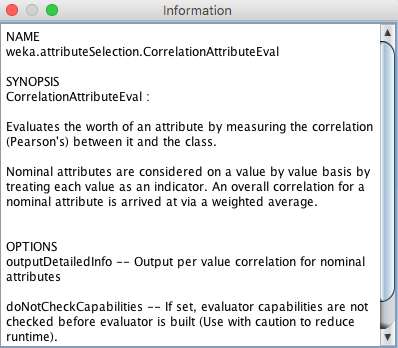 Information
NAME
weka.attributeSelection.CorrelationAttributeEval
SYNOPSIS
CorrelationAttributeEval :
Evaluates the worth of an attribute by measuring the correlation
(Pearson's) between it and the class.
Nominal attributes are considered on a value by value basis by
treating each value as an indicator. An overall correlation for a
nominal attribute is arrived at via a weighted average.
OPTIONS
outputDetailedInfo -- Output per value correlation for nominal
attributes
doNotCheckCapabilities -- If set, evaluator capabilities are not
checked before evaluator is built (Use with caution to reduce
runtime).